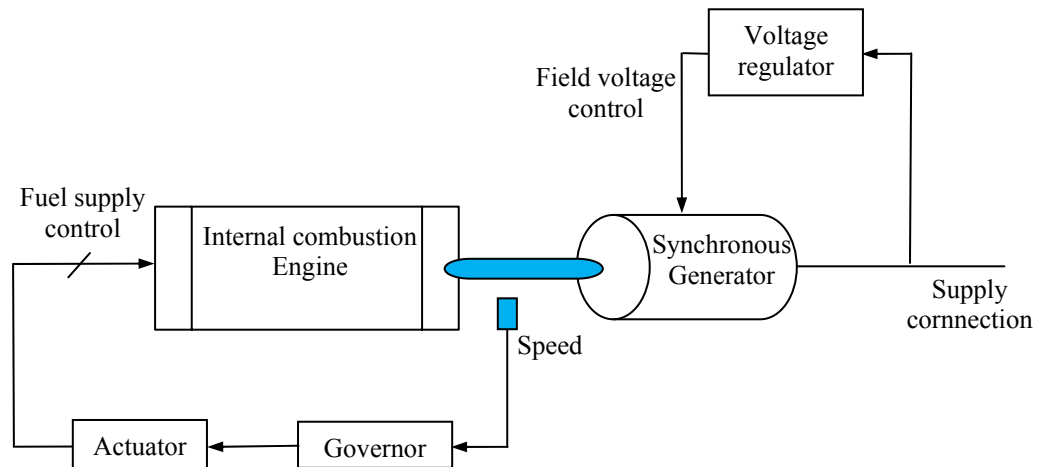 Voltage
regulator
Field voltage
control
Fuel supply
control
Internal combustion
Engine
Synchronous
Generator
Supply
cornnection
Speed
Actuator
Governor